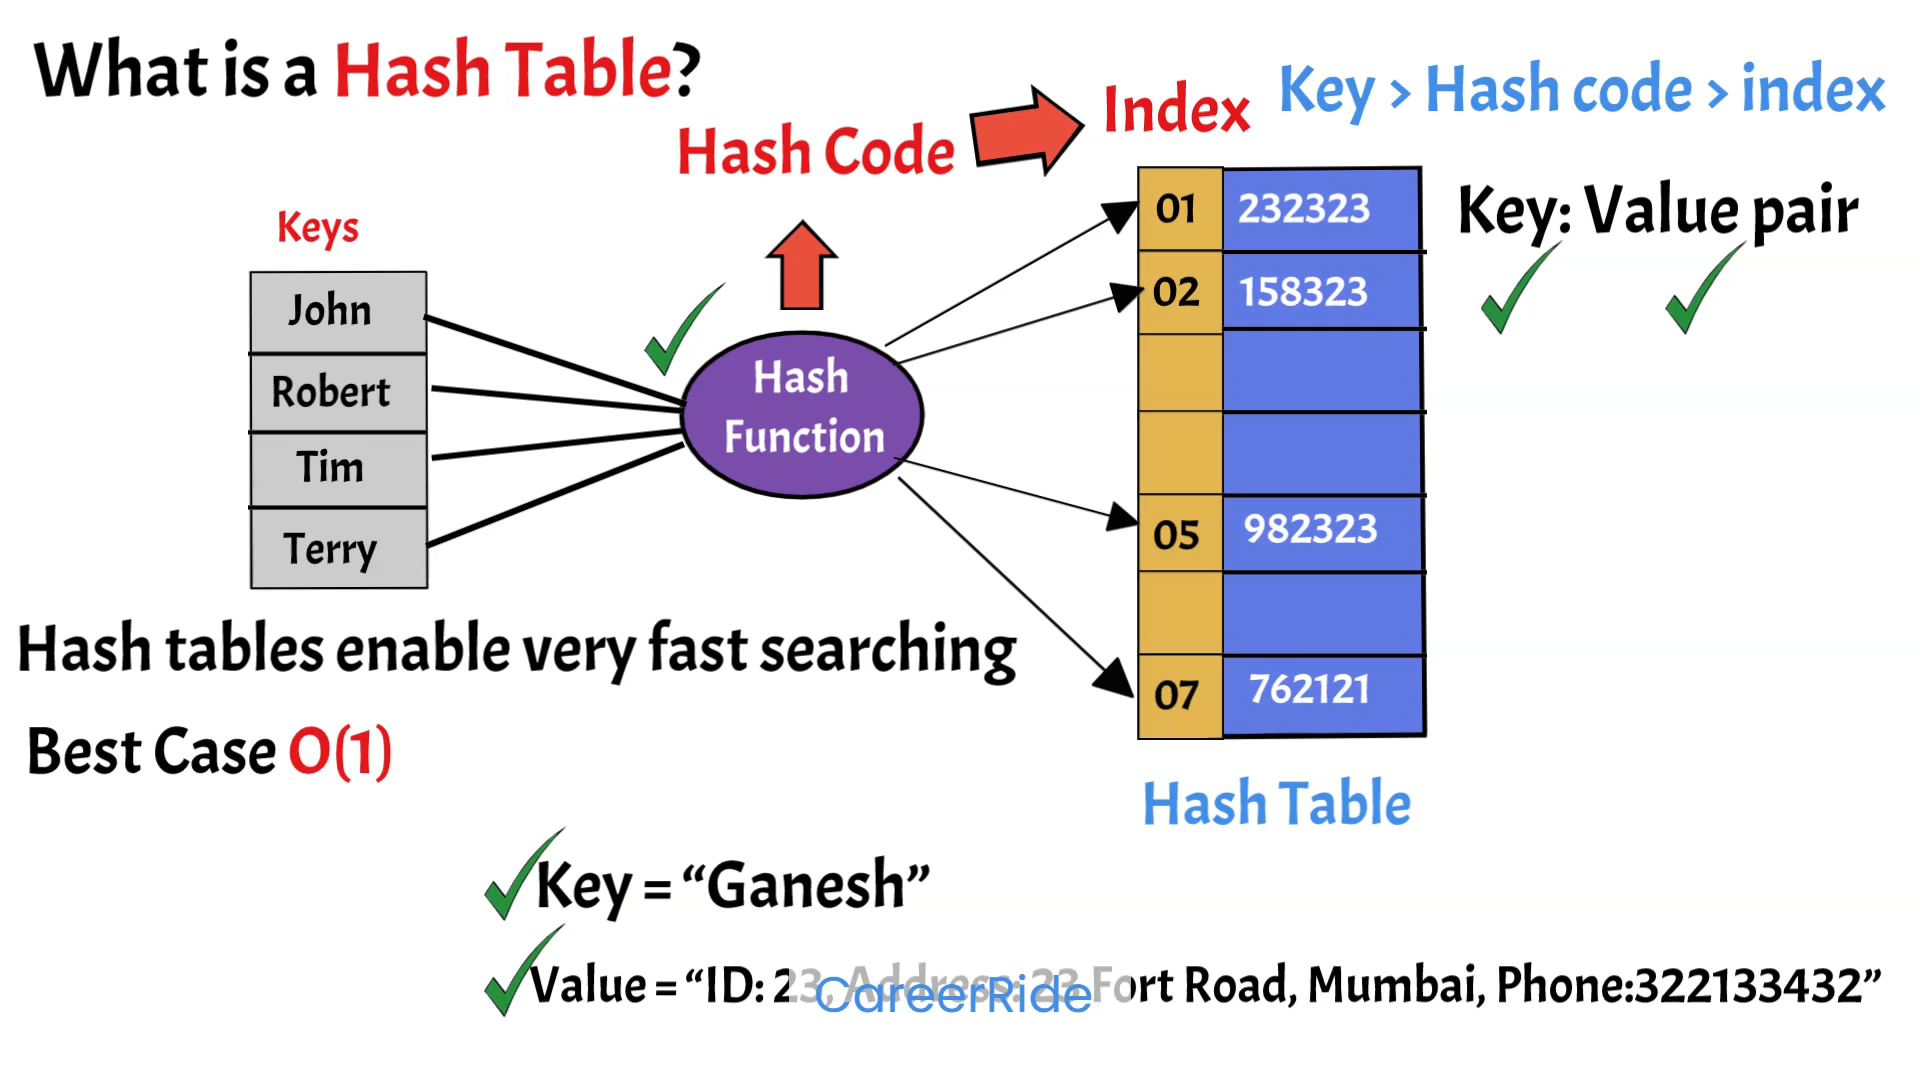 What is a Hash Table?
Hash Code
Index
Key > Hash code > index
Keys
John
Robert
Tim
Terry
Hash
Function
01 232323
02 158323
05 982323
07 762121
Key: Value pair
Hash tables enable very fast searching
Best Case O(1)
Hash Table
Key = “Ganesh”
Value = “ID: 223, Address: 23 Fort Road, Mumbai, Phone:322133432”
CareerRide